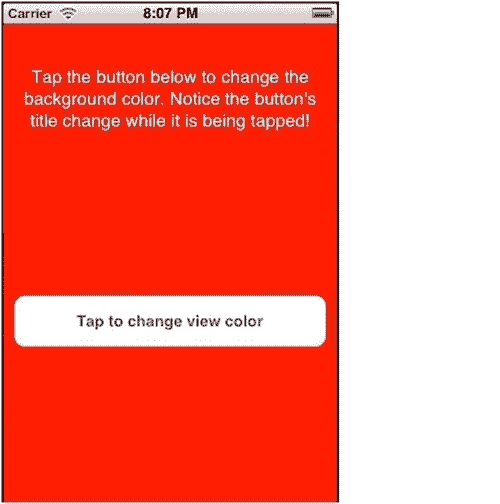 Carrier 8:07 PM
Tap the button below to change the
background color. Notice the button's
title change while it is being tapped!
Tap to change view color